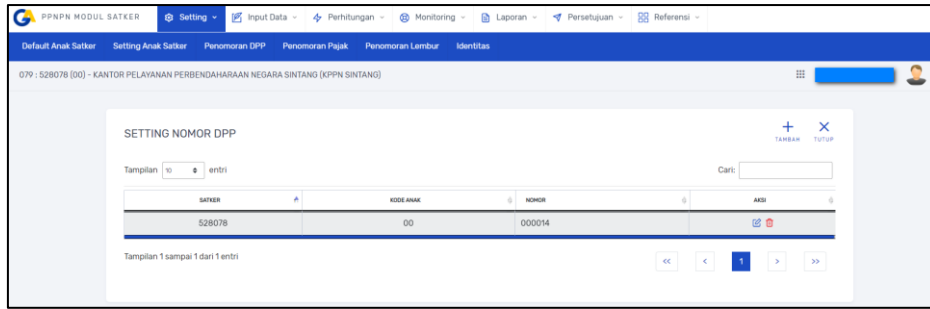 PPNPN MODUL SATKER Setting Input Data Perhitungan Monitoring Laporan Persetujuan Referensi
Default Anak Satker Setting Anak Satker Penomoran DPP Penomoran Pajak Penomoran Lembur Identitas
079 : 528078 (00) - KANTOR PELAYANAN PERBENDAHARAAN NEGARA SINTANG (KPPN SINTANG)
SETTING NOMOR DPP
TAMBAH TUTUP
Tampilan 10 entri Cari:
SATKER KODE ANAK NOMOR AKSI
528078 00 000014
Tampilan 1 sampai 1 dari 1 entri
<< < 1 > >>